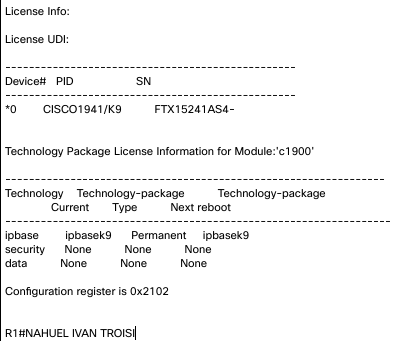 License Info:
License UDI:
-------------------------------------------------
Device# PID SN
-------------------------------------------------
*0 CISCO1941/K9 FTX15241AS4-
Technology Package License Information for Module:'c1900'
----------------------------------------------------------------
Technology Technology-package Technology-package
Current Type Next reboot
-----------------------------------------------------------------
ipbase ipbasek9 Permanent ipbasek9
security None None None
data None None None
Configuration register is 0x2102
R1#NAHUEL IVAN TROISI